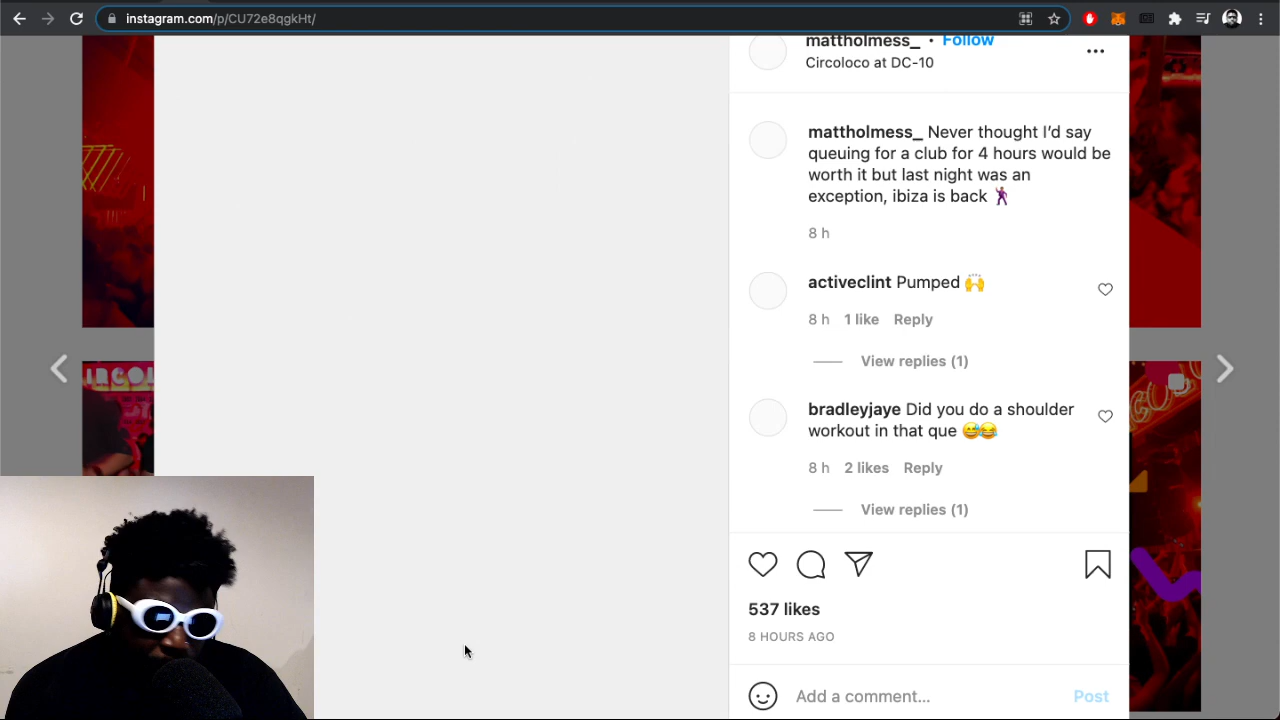 instagram.com/p/CU72e8qgkHt/
mattholmess_ • Follow
Circoloco at DC-10
mattholmess_ Never thought I'd say
queuing for a club for 4 hours would be
worth it but last night was an
exception, ibiza is back 🕺
8 h
activeclint Pumped 🙌
8 h 1 like Reply
View replies (1)
bradleyjaye Did you do a shoulder
workout in that que 😅😂
8 h 2 likes Reply
View replies (1)
537 likes
8 HOURS AGO
Add a comment... Post